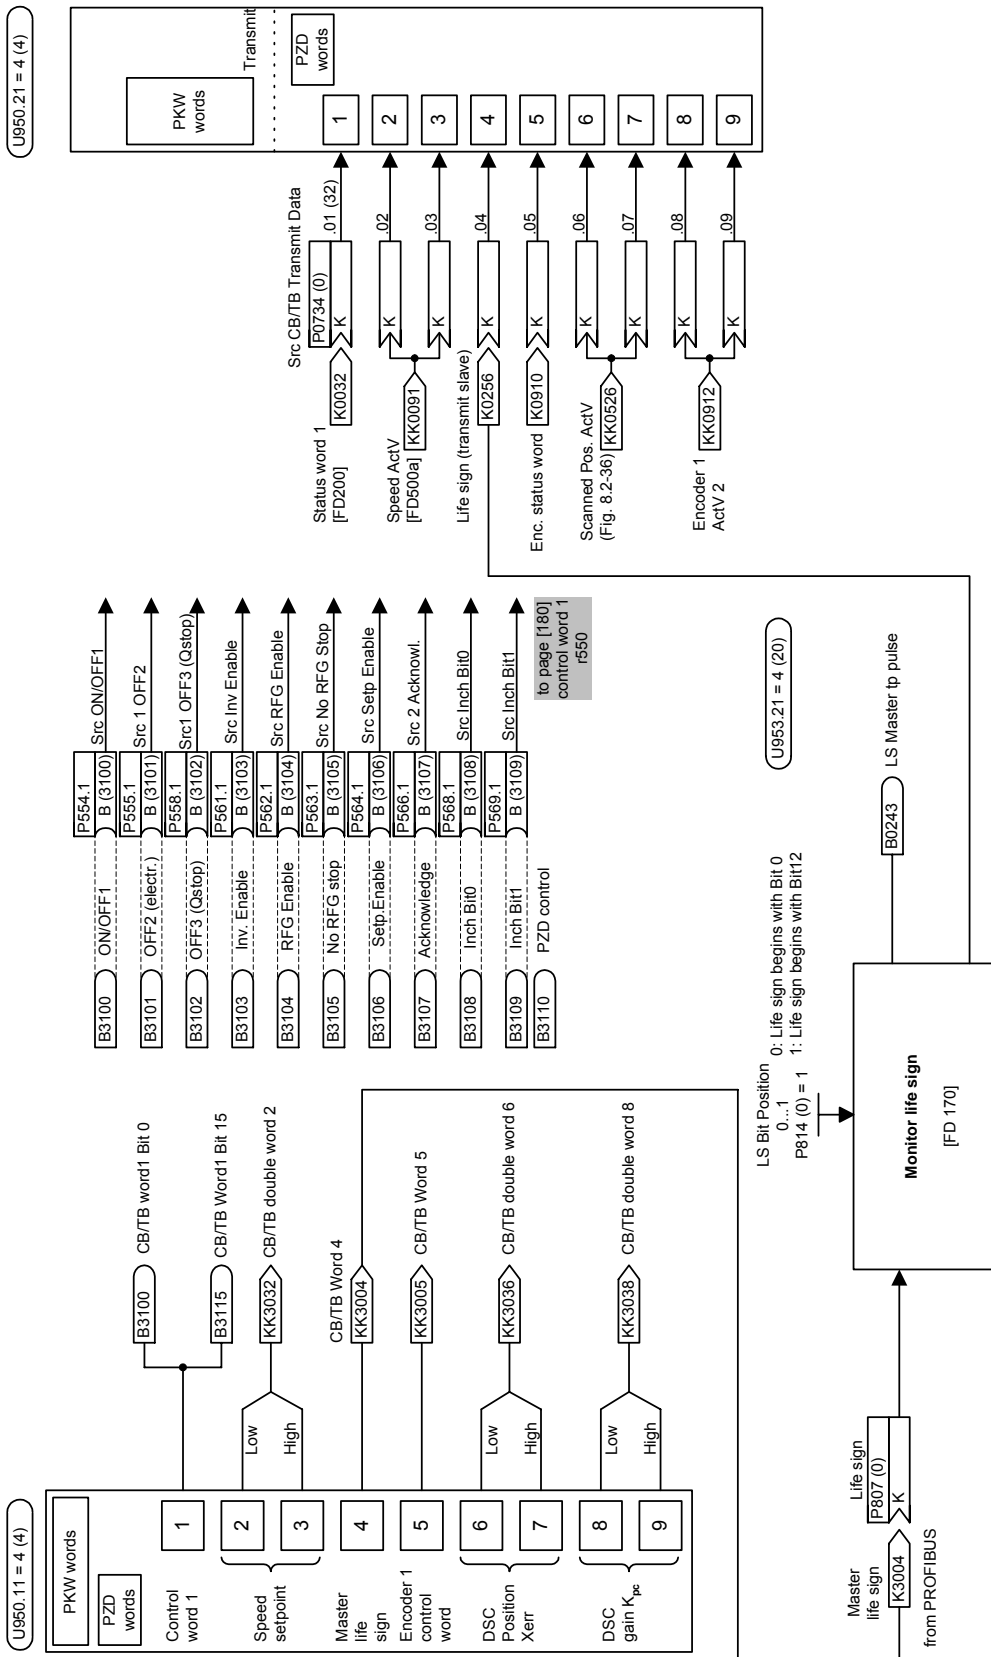 U950.11 = 4 (4)
PKW words
PZD
words
Control
word 1
1
Speed
setpoint
2
3
Master
life
sign
4
Encoder 1
control
word
5
DSC
Position
Xerr
6
7
DSC
gain Kpc
8
9
Low
High
Low
High
Low
High
B3100
CB/TB word1 Bit 0
B3115
CB/TB Word1 Bit 15
KK3032
CB/TB double word 2
CB/TB Word 4
KK3004
KK3005
CB/TB Word 5
KK3036
CB/TB double word 6
KK3038
CB/TB double word 8
B3100 ON/OFF1 P554.1 B (3100) Src ON/OFF1
B3101 OFF2 (electr.) P555.1 B (3101) Src 1 OFF2
B3102 OFF3 (Qstop) P558.1 B (3102) Src1 OFF3 (Qstop)
B3103 Inv. Enable P561.1 B (3103) Src Inv Enable
B3104 RFG Enable P562.1 B (3104) Src RFG Enable
B3105 No RFG stop P563.1 B (3105) Src No RFG Stop
B3106 Setp.Enable P564.1 B (3106) Src Setp Enable
B3107 Acknowledge P566.1 B (3107) Src 2 Acknowl.
B3108 Inch Bit0 P568.1 B (3108) Src Inch Bit0
B3109 Inch Bit1 P569.1 B (3109) Src Inch Bit1
B3110 PZD control
to page [180]
control word 1
r550
U950.21 = 4 (4)
Transmit
PKW
words
PZD
words
Src CB/TB Transmit Data
P0734 (0)
Status word 1
[FD200]
K0032 K .01 (32) 1
Speed ActV
[FD500a]
KK0091
K .02 2
K .03 3
Life sign (transmit slave)
K0256 K .04 4
Enc. status word
K0910 K .05 5
Scanned Pos. ActV
(Fig. 8.2-36)
KK0526
K .06 6
K .07 7
Encoder 1
ActV 2
KK0912
K .08 8
K .09 9
Master
life sign
K3004
from PROFIBUS
Life sign
P807 (0)
K
LS Bit Position
0...1
P814 (0) = 1
0: Life sign begins with Bit 0
1: Life sign begins with Bit12
Monitor life sign
[FD 170]
B0243
LS Master tp pulse
U953.21 = 4 (20)